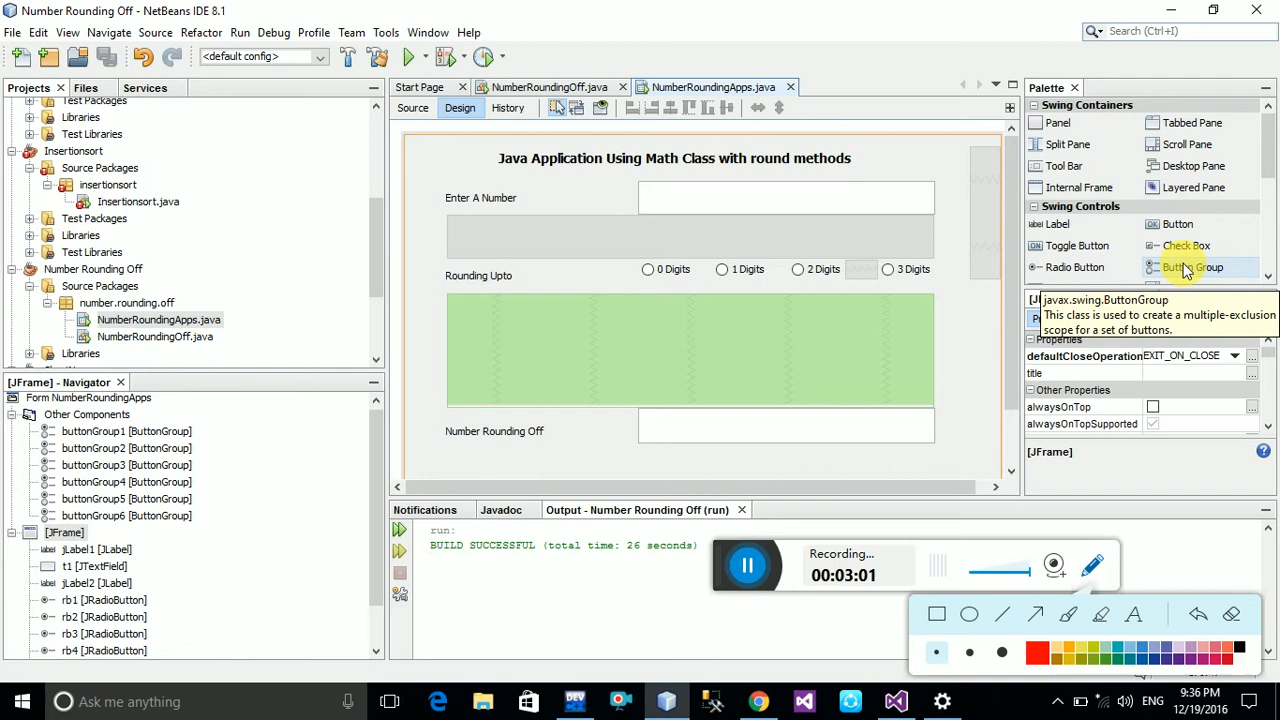 Number Rounding Off - NetBeans IDE 8.1
File Edit View Navigate Source Refactor Run Debug Profile Team Tools Window Help
Search (Ctrl+I)
<default config>
Projects Files Services
Test Packages
Libraries
Test Libraries
Insertionsort
Source Packages
insertionsort
Insertionsort.java
Test Packages
Libraries
Test Libraries
Number Rounding Off
Source Packages
number.rounding.off
NumberRoundingApps.java
NumberRoundingOff.java
Libraries
[JFrame] - Navigator
Form NumberRoundingApps
Other Components
buttonGroup1 [ButtonGroup]
buttonGroup2 [ButtonGroup]
buttonGroup3 [ButtonGroup]
buttonGroup4 [ButtonGroup]
buttonGroup5 [ButtonGroup]
buttonGroup6 [ButtonGroup]
[JFrame]
jLabel1 [JLabel]
t1 [JTextField]
jLabel2 [JLabel]
rb1 [JRadioButton]
rb2 [JRadioButton]
rb3 [JRadioButton]
rb4 [JRadioButton]
Start Page NumberRoundingOff.java NumberRoundingApps.java
Source Design History
Java Application Using Math Class with round methods
Enter A Number
Rounding Upto 0 Digits 1 Digits 2 Digits 3 Digits
Number Rounding Off
Notifications Javadoc Output - Number Rounding Off (run)
run:
BUILD SUCCESSFUL (total time: 26 seconds)
Palette
Swing Containers
Panel Tabbed Pane
Split Pane Scroll Pane
Tool Bar Desktop Pane
Internal Frame Layered Pane
Swing Controls
Label Button
Toggle Button Check Box
Radio Button Button Group
javax.swing.ButtonGroup
This class is used to create a multiple-exclusion
scope for a set of buttons.
Properties
defaultCloseOperation EXIT_ON_CLOSE
title
Other Properties
alwaysOnTop
alwaysOnTopSupported
[JFrame]
Recording...
00:03:01
Ask me anything
ENG
9:36 PM
12/19/2016